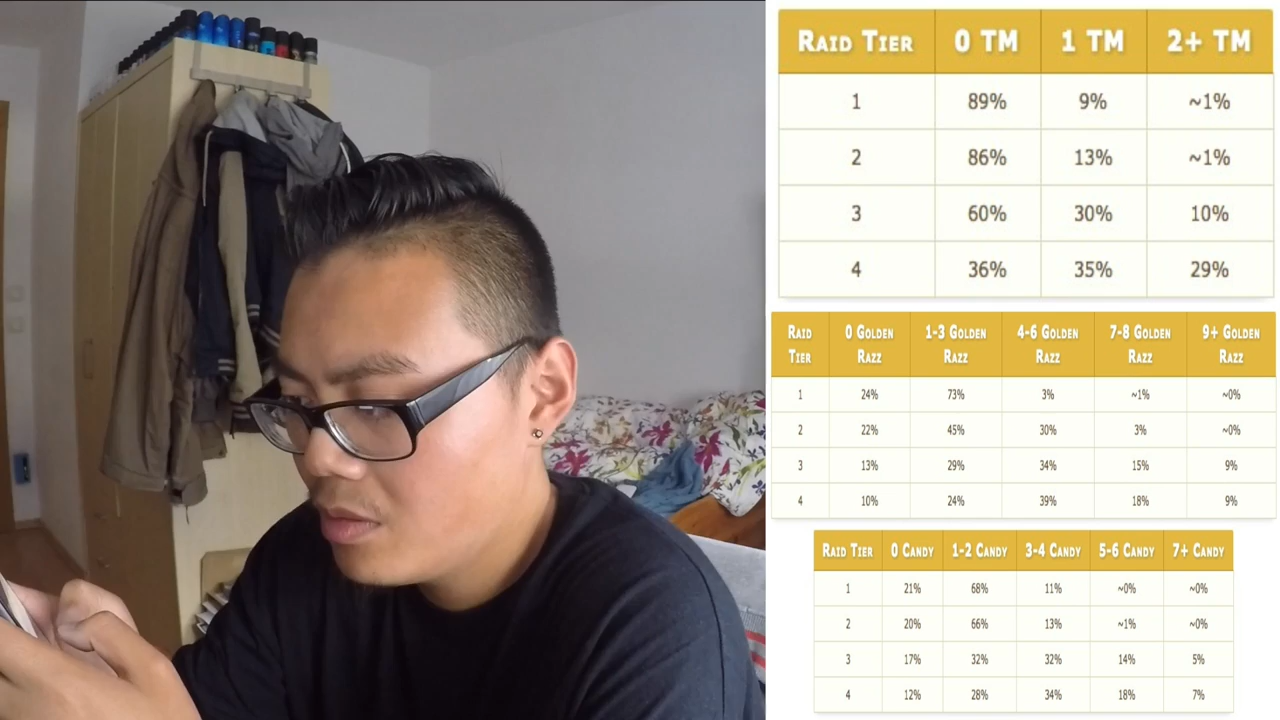 RAID TIER 0 TM 1 TM 2+ TM
1 89% 9% ~1%
2 86% 13% ~1%
3 60% 30% 10%
4 36% 35% 29%
RAID TIER 0 GOLDEN RAZZ 1-3 GOLDEN RAZZ 4-6 GOLDEN RAZZ 7-8 GOLDEN RAZZ 9+ GOLDEN RAZZ
1 24% 73% 3% ~1% ~0%
2 22% 45% 30% 3% ~0%
3 13% 29% 34% 15% 9%
4 10% 24% 39% 18% 9%
RAID TIER 0 CANDY 1-2 CANDY 3-4 CANDY 5-6 CANDY 7+ CANDY
1 21% 68% 11% ~0% ~0%
2 20% 66% 13% ~1% ~0%
3 17% 32% 32% 14% 5%
4 12% 28% 34% 18% 7%